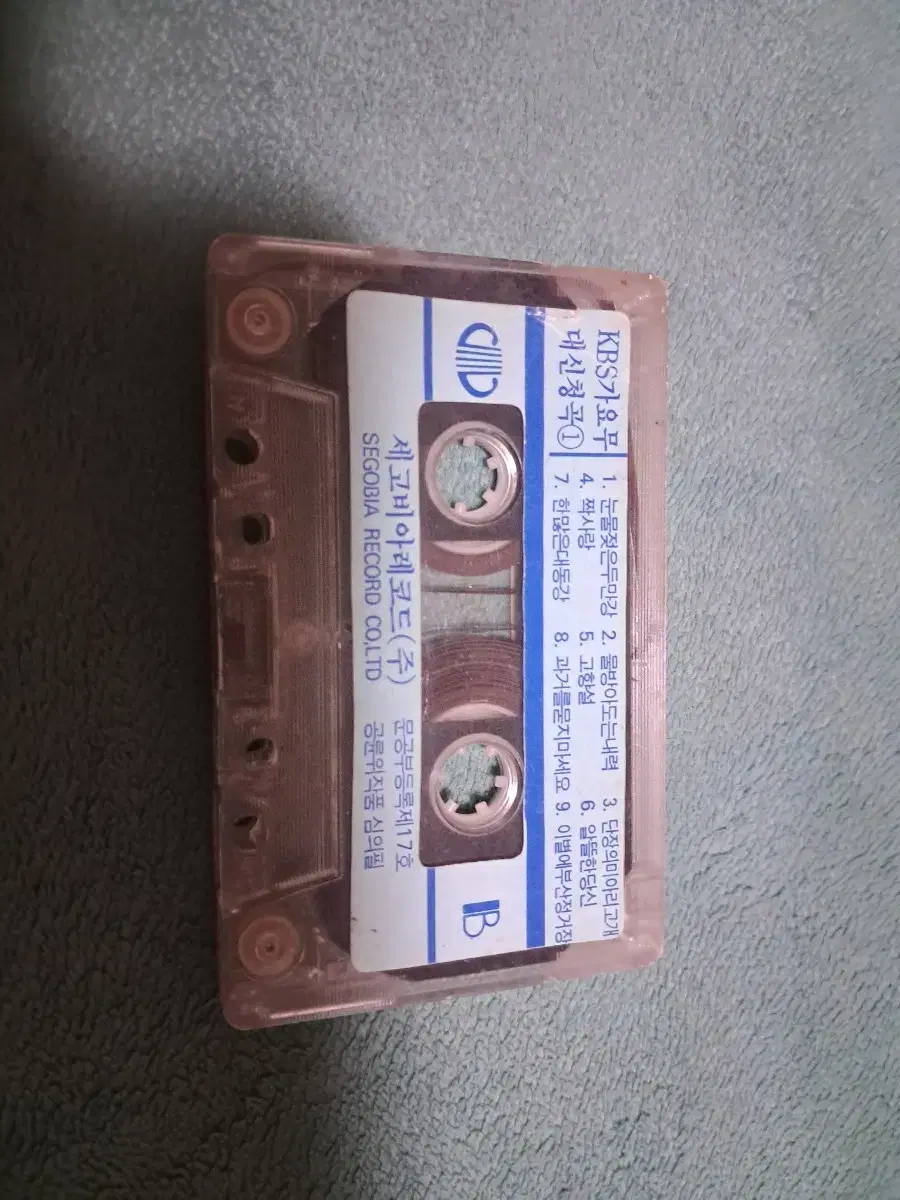 KBS가요무
대신청곡①
1. 눈물젖은두만강 2. 물방아도는내력 3. 단장의미아리고개
4. 짝사랑 5. 고향설 6. 알뜰한당신
7. 한많은대동강 8. 과거를묻지마세요 9. 이별에부산정거장
B
세고비아레코드(주) 문공부등록제17호
SEGOBIA RECORD CO,LTD 공륜위작품 심의필